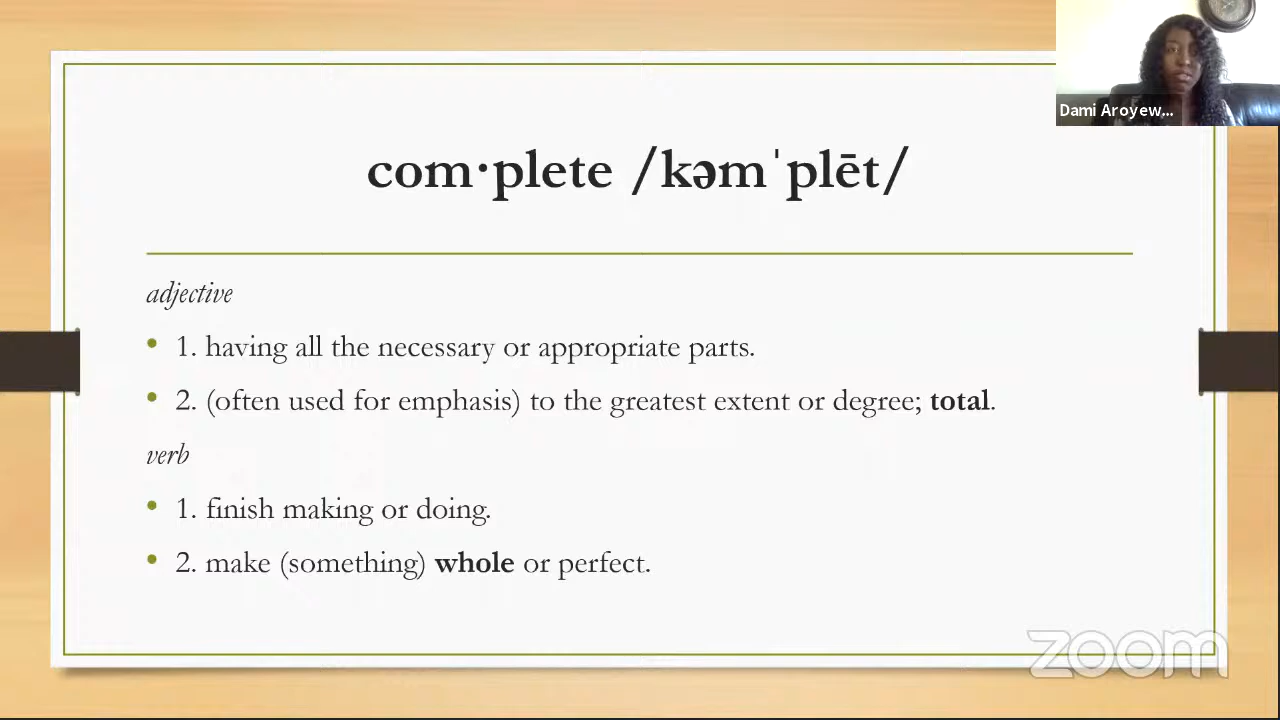 Dami Aroyew...
com·plete /kəmˈplēt/
adjective
• 1. having all the necessary or appropriate parts.
• 2. (often used for emphasis) to the greatest extent or degree; total.
verb
• 1. finish making or doing.
• 2. make (something) whole or perfect.
zoom